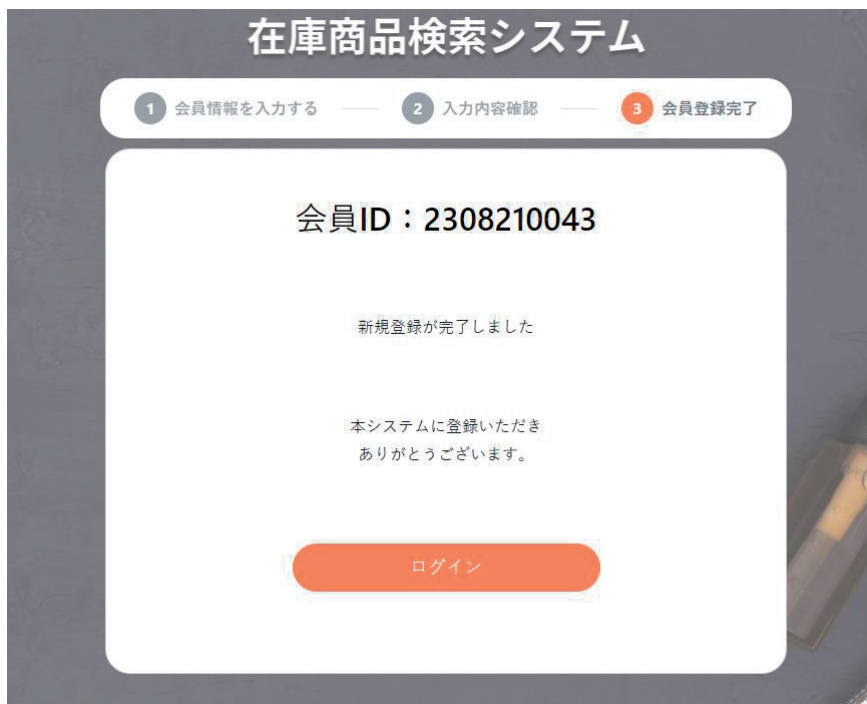 在庫商品検索システム
1 会員情報を入力する 2 入力内容確認 3 会員登録完了
会員ID：2308210043
新規登録が完了しました
本システムに登録いただき
ありがとうございます。
ログイン